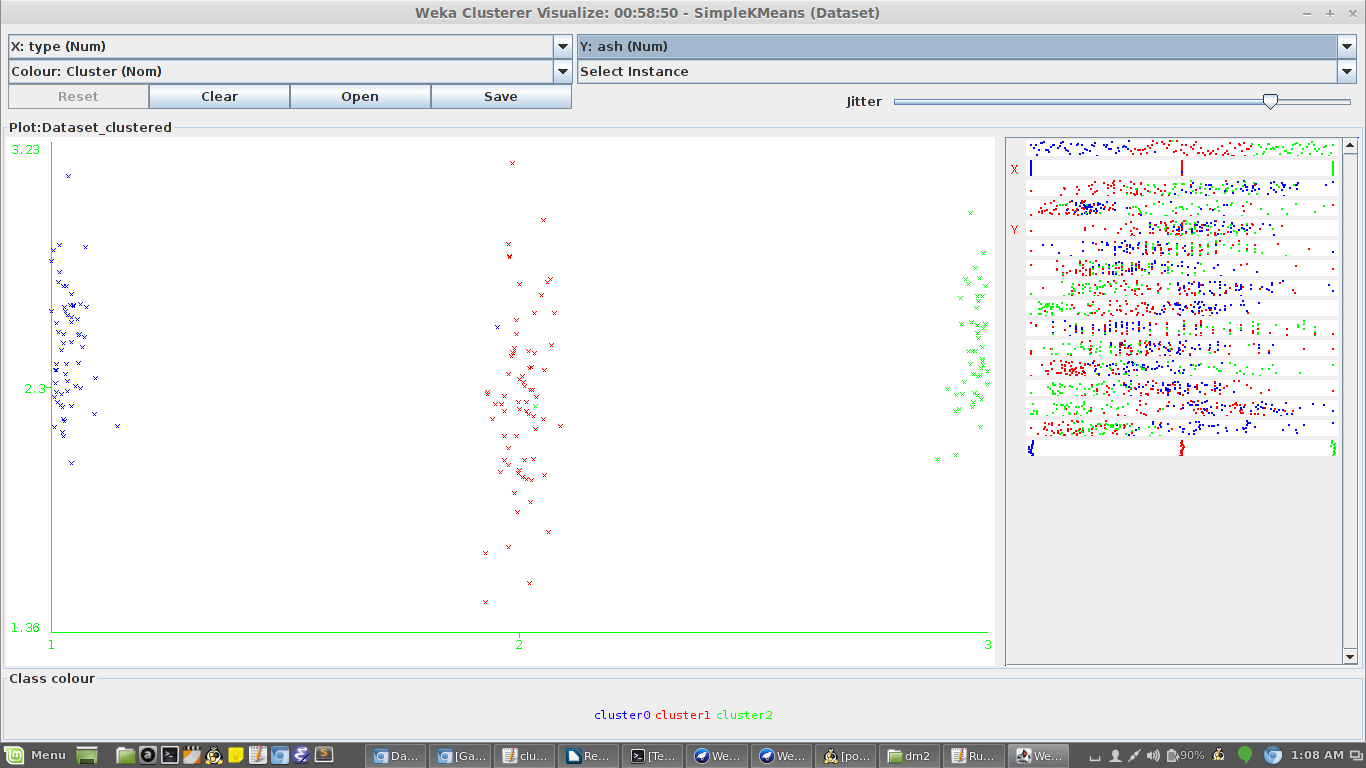 Weka Clusterer Visualize: 00:58:50 - SimpleKMeans (Dataset)
X: type (Num) Y: ash (Num)
Colour: Cluster (Nom) Select Instance
Reset Clear Open Save Jitter
Plot:Dataset_clustered
3.23
X
Y
2.3
1.36
1 2 3
Class colour
cluster0 cluster1 cluster2
Menu Da... [Ga... clu... Re... [Te... We... We... [po... dm2 Ru... We... 90% 1:08 AM